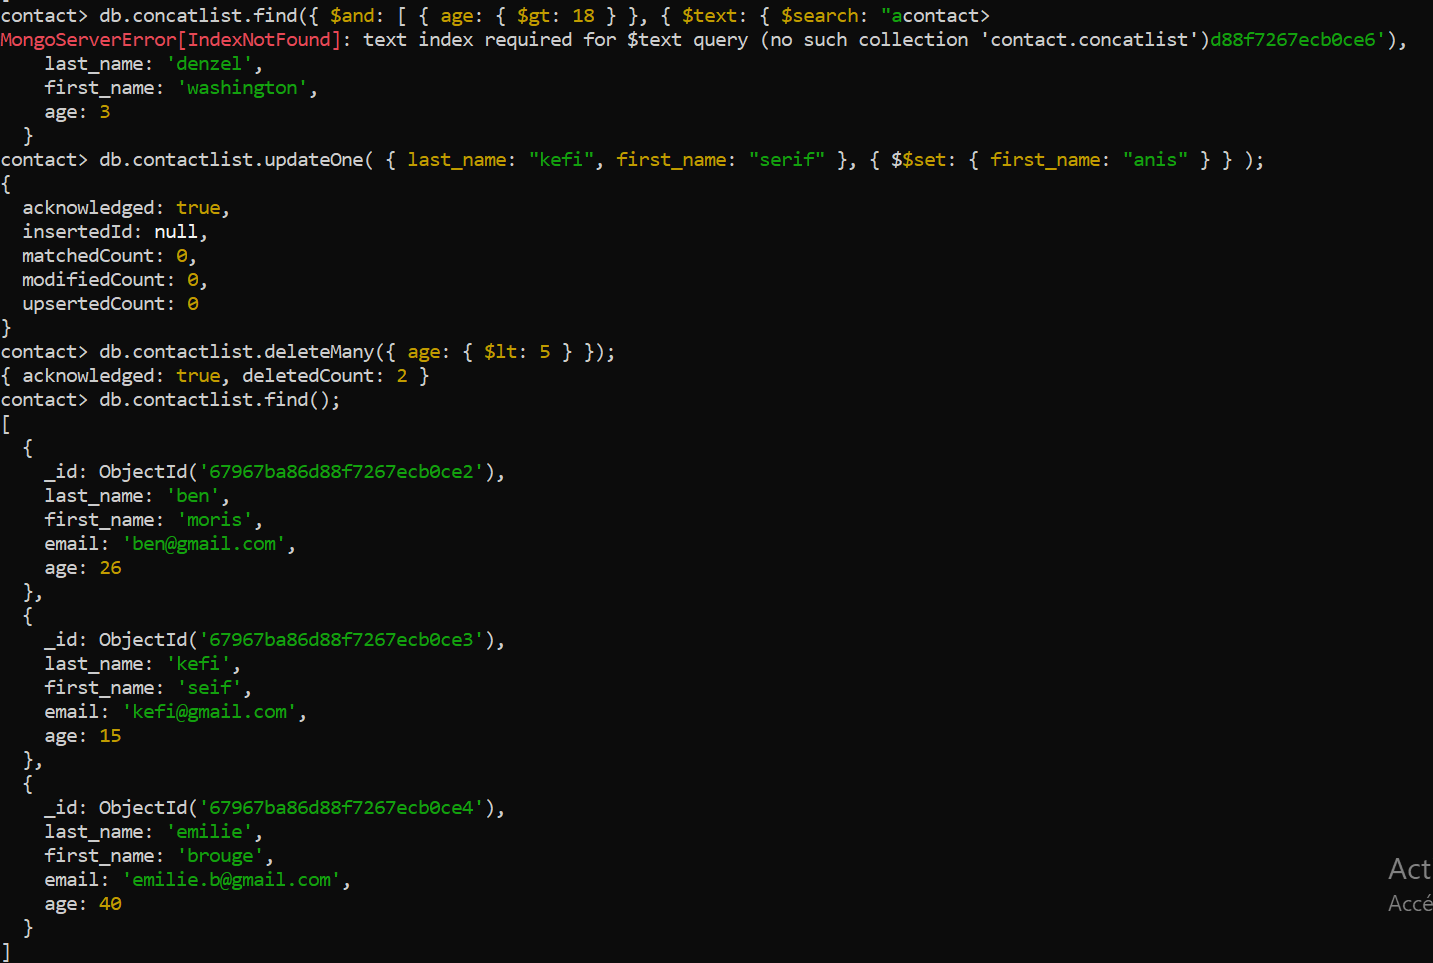 contact> db.concatlist.find({ $and: [ { age: { $gt: 18 } }, { $text: { $search: "acontact>
MongoServerError[IndexNotFound]: text index required for $text query (no such collection 'contact.concatlist')d88f7267ecb0ce6'),
    last_name: 'denzel',
    first_name: 'washington',
    age: 3
  }
contact> db.contactlist.updateOne( { last_name: "kefi", first_name: "serif" }, { $$set: { first_name: "anis" } } );
{
  acknowledged: true,
  insertedId: null,
  matchedCount: 0,
  modifiedCount: 0,
  upsertedCount: 0
}
contact> db.contactlist.deleteMany({ age: { $lt: 5 } });
{ acknowledged: true, deletedCount: 2 }
contact> db.contactlist.find();
[
  {
    _id: ObjectId('67967ba86d88f7267ecb0ce2'),
    last_name: 'ben',
    first_name: 'moris',
    email: 'ben@gmail.com',
    age: 26
  },
  {
    _id: ObjectId('67967ba86d88f7267ecb0ce3'),
    last_name: 'kefi',
    first_name: 'seif',
    email: 'kefi@gmail.com',
    age: 15
  },
  {
    _id: ObjectId('67967ba86d88f7267ecb0ce4'),
    last_name: 'emilie',
    first_name: 'brouge',
    email: 'emilie.b@gmail.com',
    age: 40
  }
]
Act
Accé